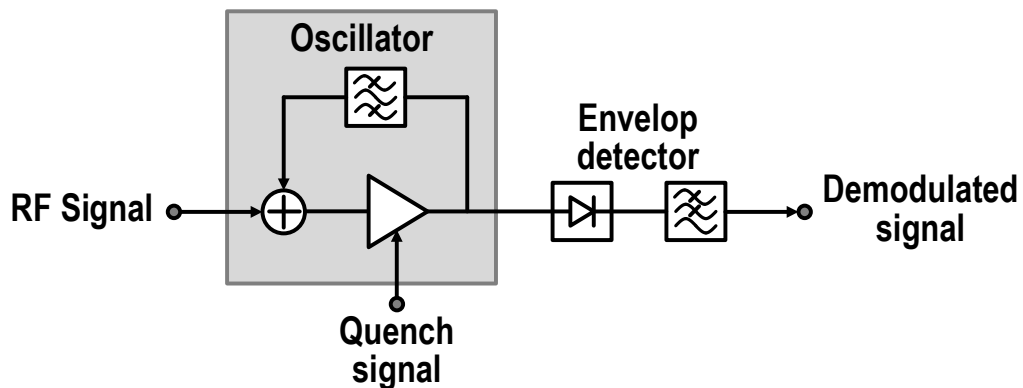 Oscillator
Envelop
detector
RF Signal
Demodulated
signal
Quench
signal